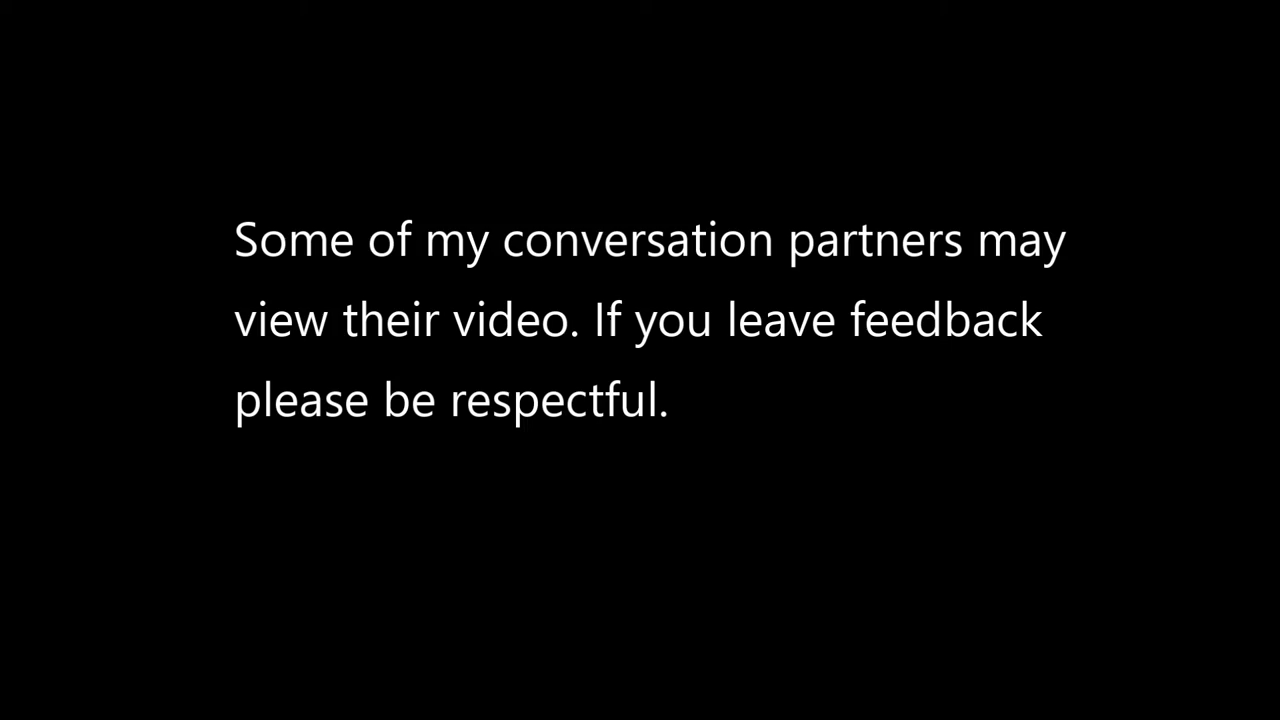 Some of my conversation partners may
view their video. If you leave feedback
please be respectful.